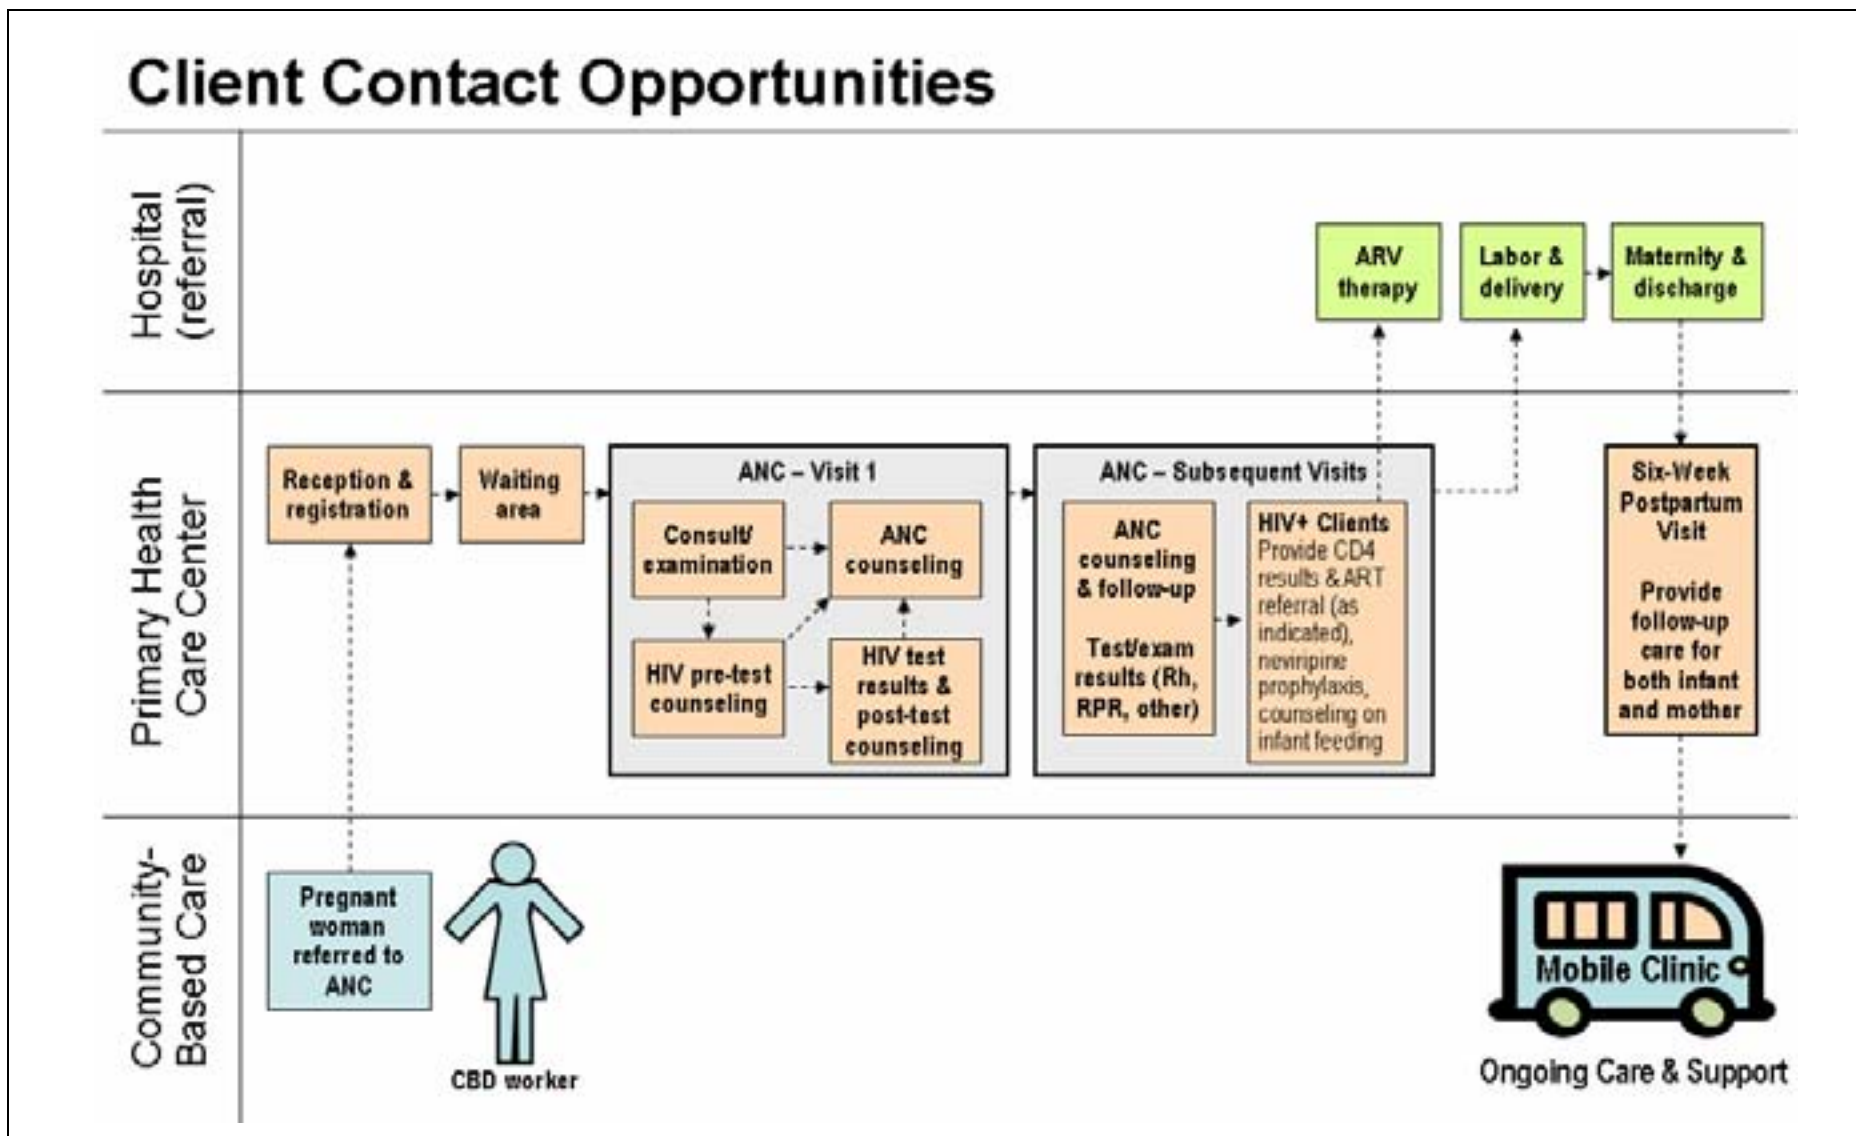 Client Contact Opportunities
Hospital
(referral)
ARV
therapy
Labor &
delivery
Maternity &
discharge
Primary Health
Care Center
Reception &
registration
Waiting
area
ANC – Visit 1
Consult/
examination
ANC
counseling
HIV pre-test
counseling
HIV test
results &
post-test
counseling
ANC – Subsequent Visits
ANC
counseling
& follow-up
Test/exam
results (Rh,
RPR, other)
HIV+ Clients
Provide CD4
results & ART
referral (as
indicated),
neviripine
prophylaxis,
counseling on
infant feeding
Six-Week
Postpartum
Visit
Provide
follow-up
care for
both infant
and mother
Community-
Based Care
Pregnant
woman
referred to
ANC
CBD worker
Mobile Clinic
Ongoing Care & Support